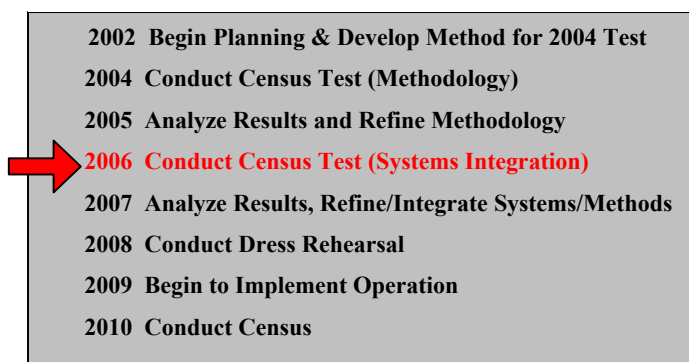 2002 Begin Planning & Develop Method for 2004 Test
2004 Conduct Census Test (Methodology)
2005 Analyze Results and Refine Methodology
2006 Conduct Census Test (Systems Integration)
2007 Analyze Results, Refine/Integrate Systems/Methods
2008 Conduct Dress Rehearsal
2009 Begin to Implement Operation
2010 Conduct Census